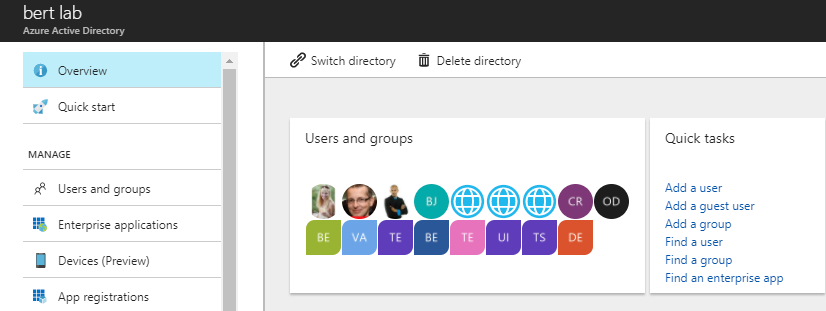 bert lab
Azure Active Directory
Overview
Quick start
MANAGE
Users and groups
Enterprise applications
Devices (Preview)
App registrations
Switch directory
Delete directory
Users and groups
BJ CR OD
BE VA TE BE TE UI TS DE
Quick tasks
Add a user
Add a guest user
Add a group
Find a user
Find a group
Find an enterprise app